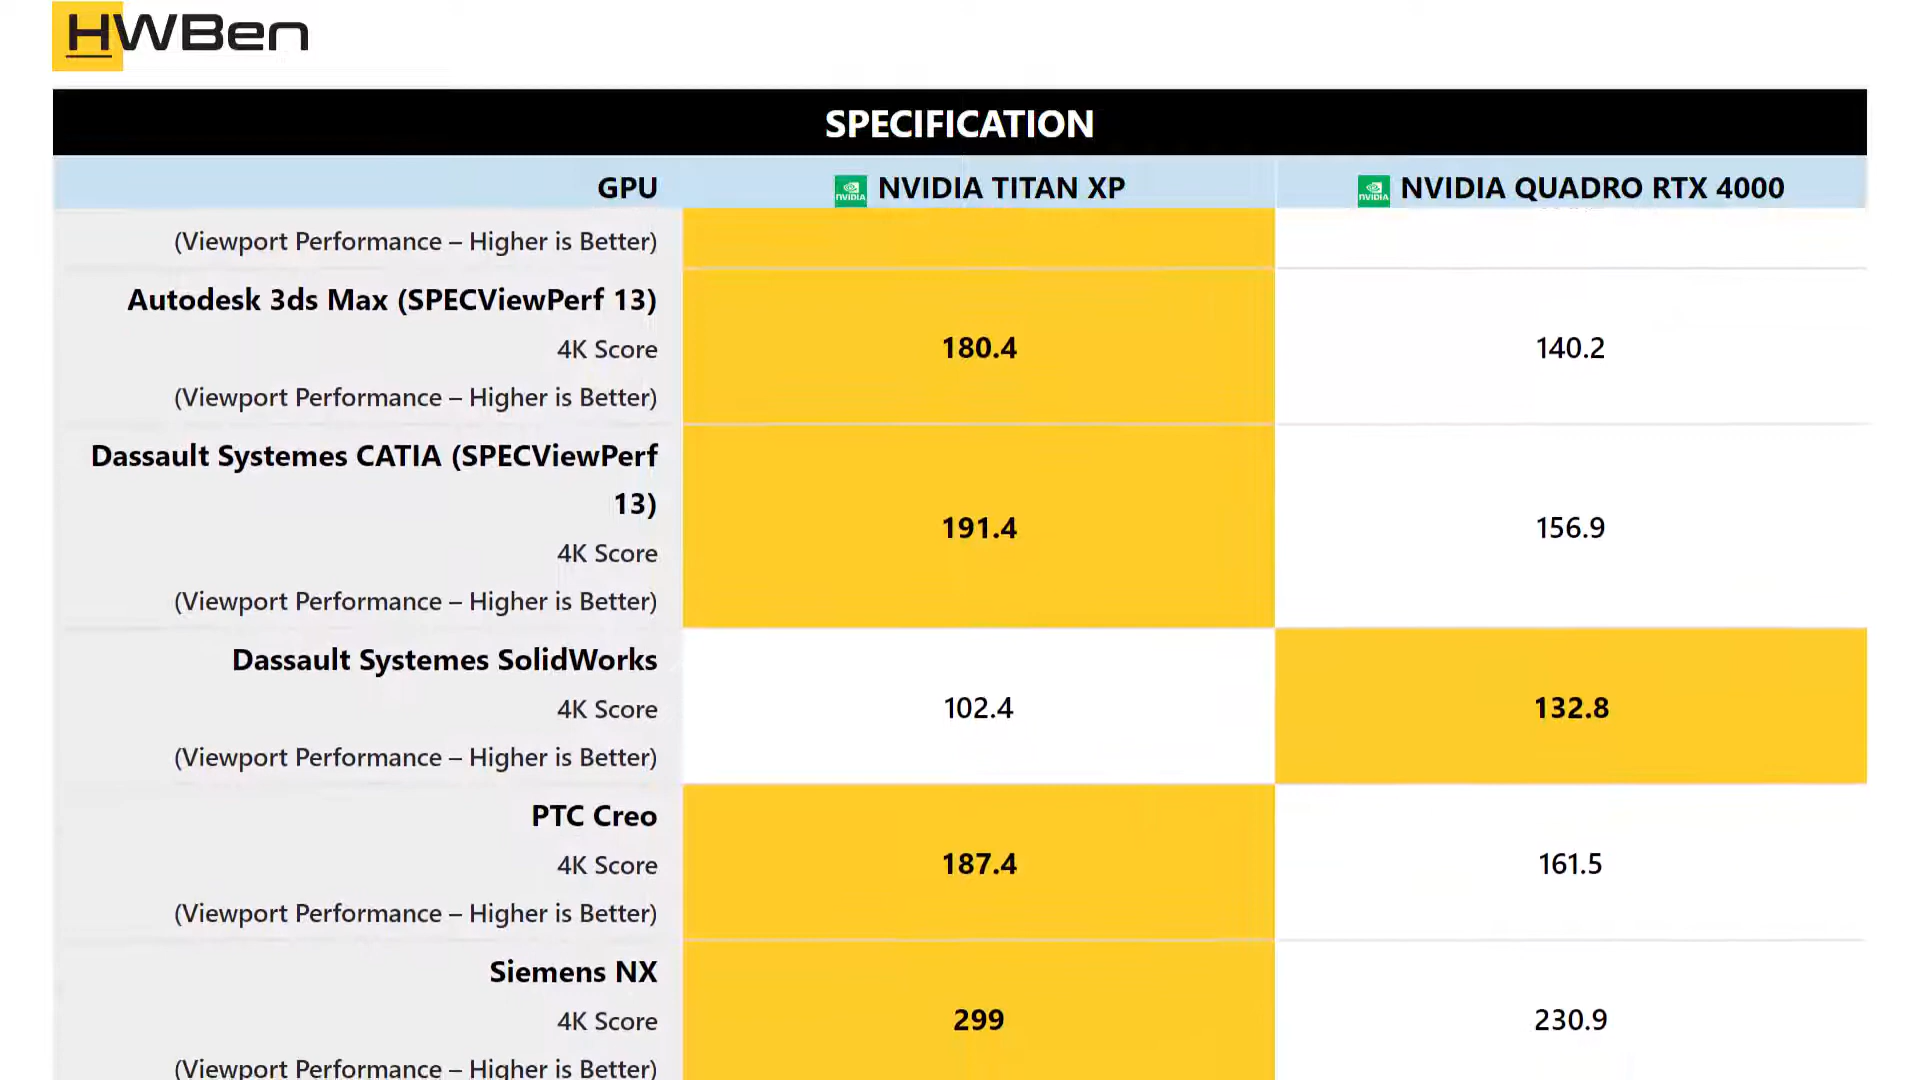 HWBen
SPECIFICATION
GPU NVIDIA TITAN XP NVIDIA QUADRO RTX 4000
(Viewport Performance – Higher is Better)
Autodesk 3ds Max (SPECViewPerf 13)
4K Score 180.4 140.2
(Viewport Performance – Higher is Better)
Dassault Systemes CATIA (SPECViewPerf
13)
191.4 156.9
4K Score
(Viewport Performance – Higher is Better)
Dassault Systemes SolidWorks
4K Score 102.4 132.8
(Viewport Performance – Higher is Better)
PTC Creo
4K Score 187.4 161.5
(Viewport Performance – Higher is Better)
Siemens NX
4K Score 299 230.9
(Viewport Performance – Higher is Better)